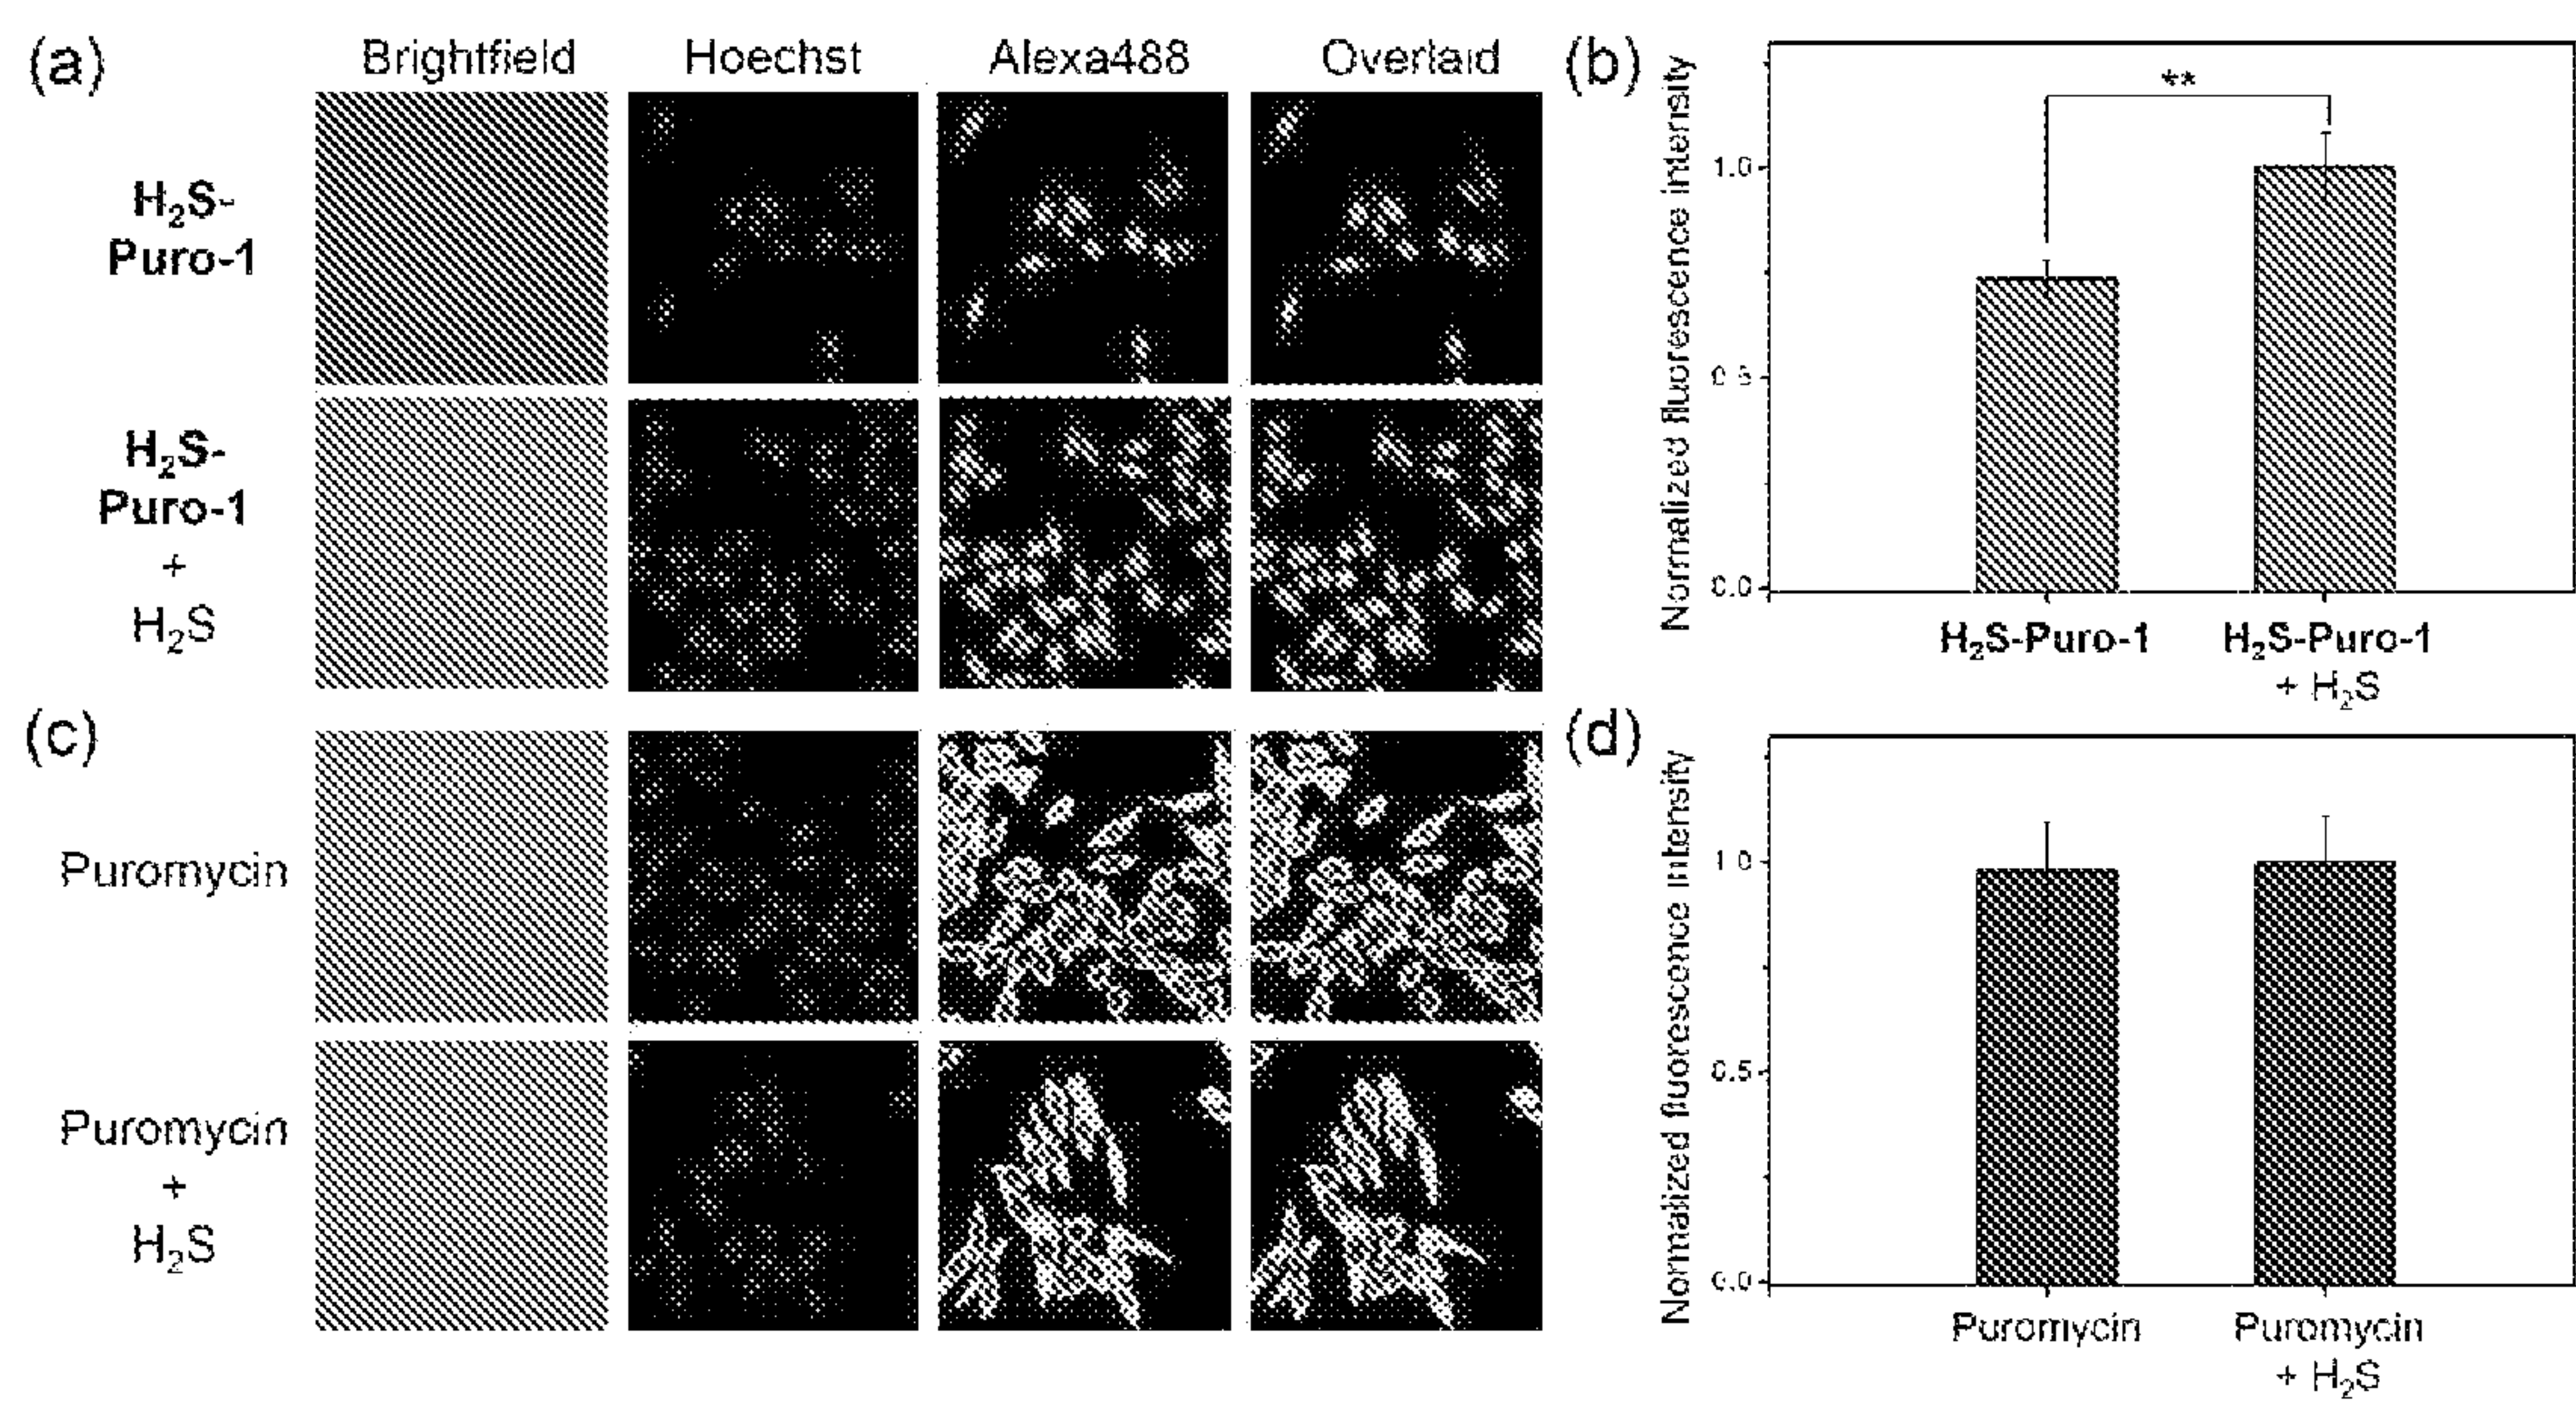 (a)
Brightfield
Hoechst
Alexa488
Overlaid
H₂S-
Puro-1
H₂S-
Puro-1
+
H₂S
(b)
Normalized fluorescence intensity
**
1.0
0.5
0.0
H₂S-Puro-1
H₂S-Puro-1
+ H₂S
(c)
Puromycin
Puromycin
+
H₂S
(d)
Normalized fluorescence intensity
1.0
0.5
0.0
Puromycin
Puromycin
+ H₂S